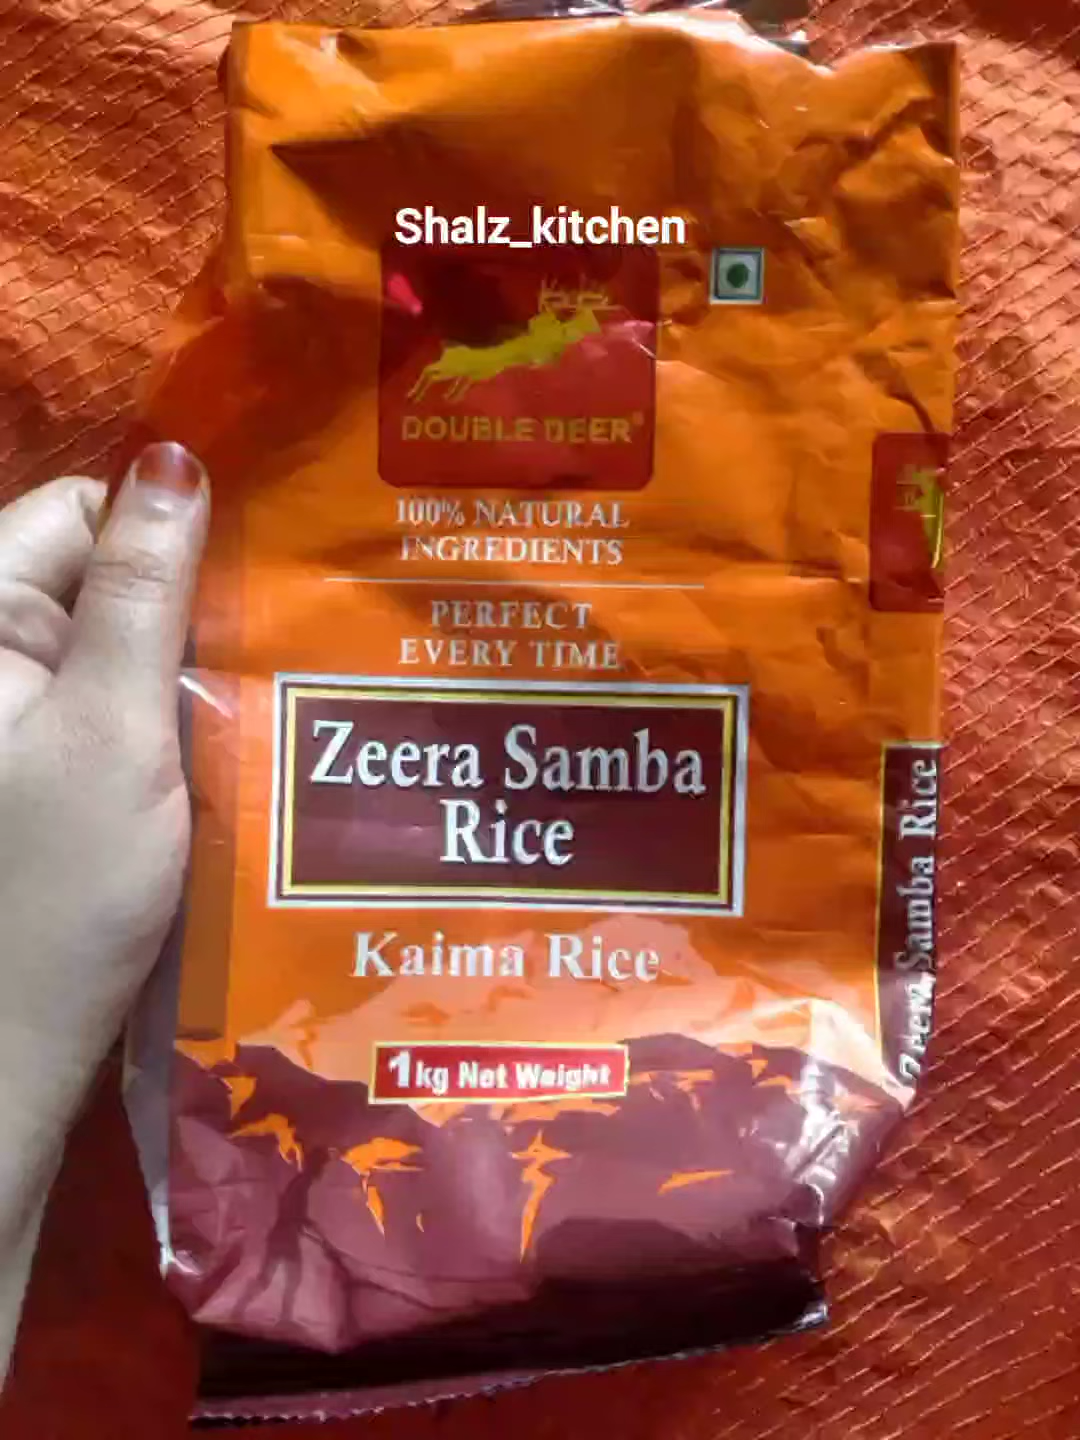 Shalz_kitchen
DOUBLE DEER®
100% NATURAL
INGREDIENTS
PERFECT
EVERY TIME
Zeera Samba
Rice
Kaima Rice
1kg Net Weight
Zeera Samba Rice